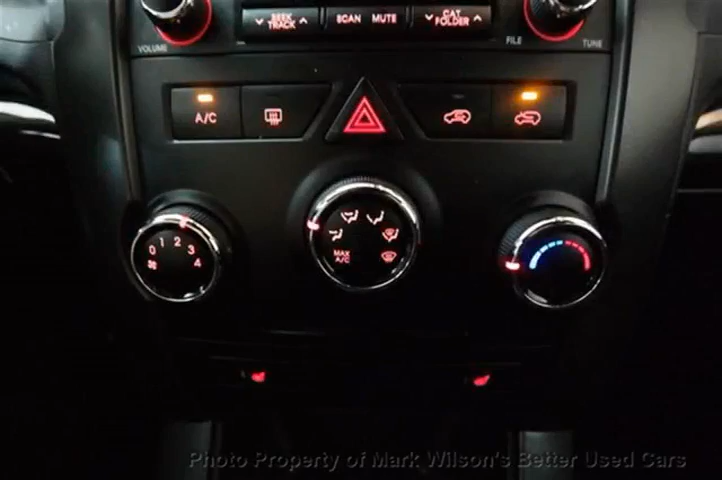 SEEK
TRACK
SCAN MUTE
CAT
FOLDER
VOLUME
FILE
TUNE
A/C
0 1 2 3 4
MAX
A/C
Photo Property of Mark Wilson's Better Used Cars